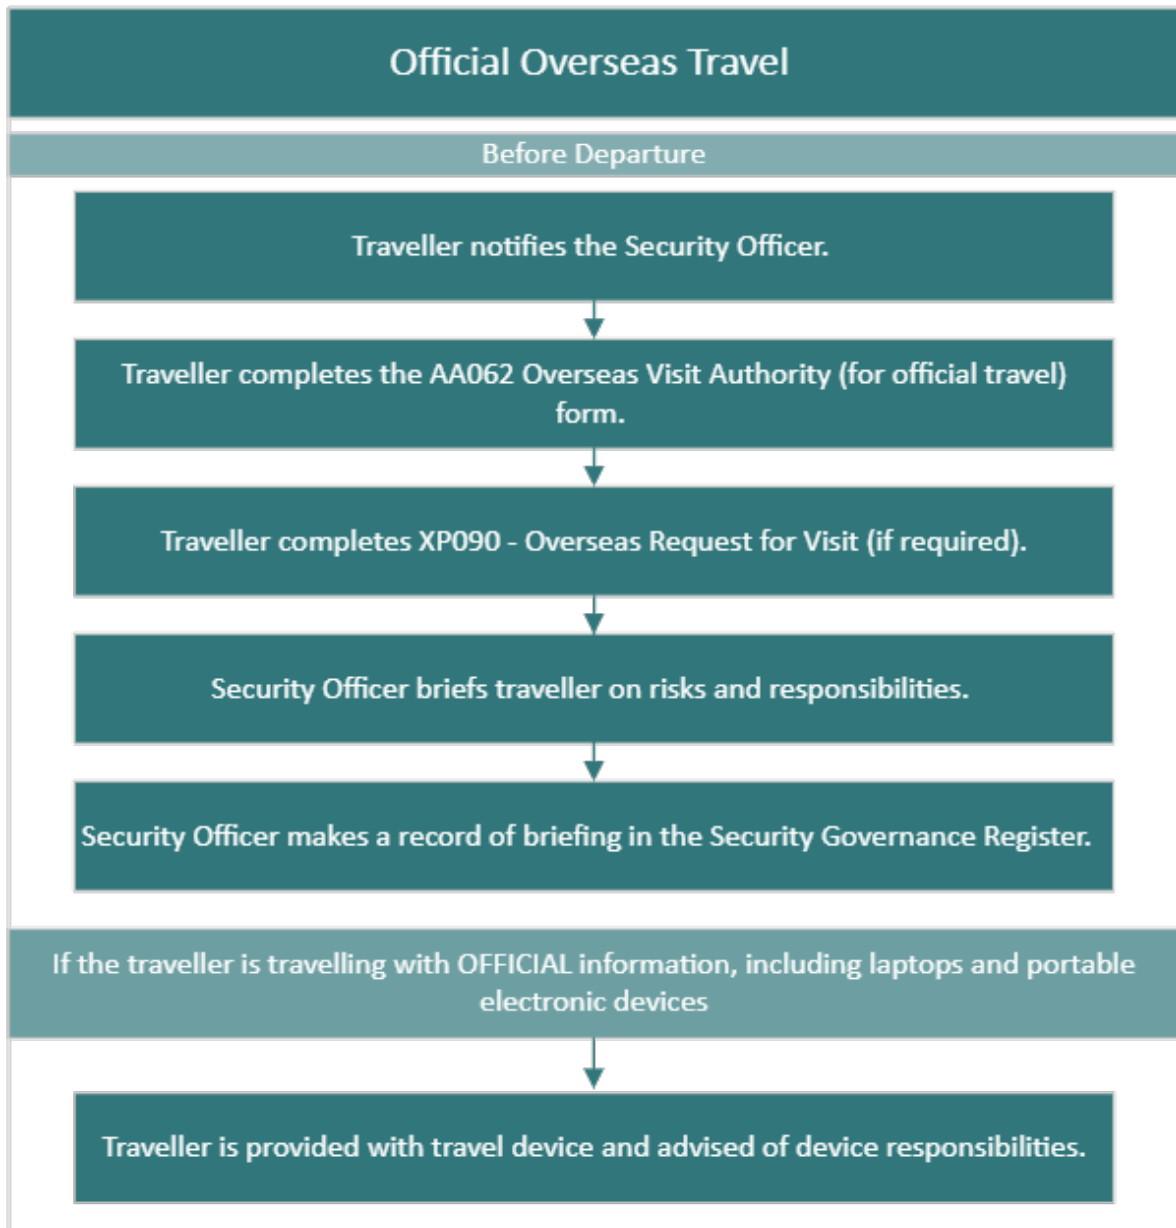 Official Overseas Travel
Before Departure
Traveller notifies the Security Officer.
Traveller completes the AA062 Overseas Visit Authority (for official travel)
form.
Traveller completes XP090 - Overseas Request for Visit (if required).
Security Officer briefs traveller on risks and responsibilities.
Security Officer makes a record of briefing in the Security Governance Register.
If the traveller is travelling with OFFICIAL information, including laptops and portable
electronic devices
Traveller is provided with travel device and advised of device responsibilities.